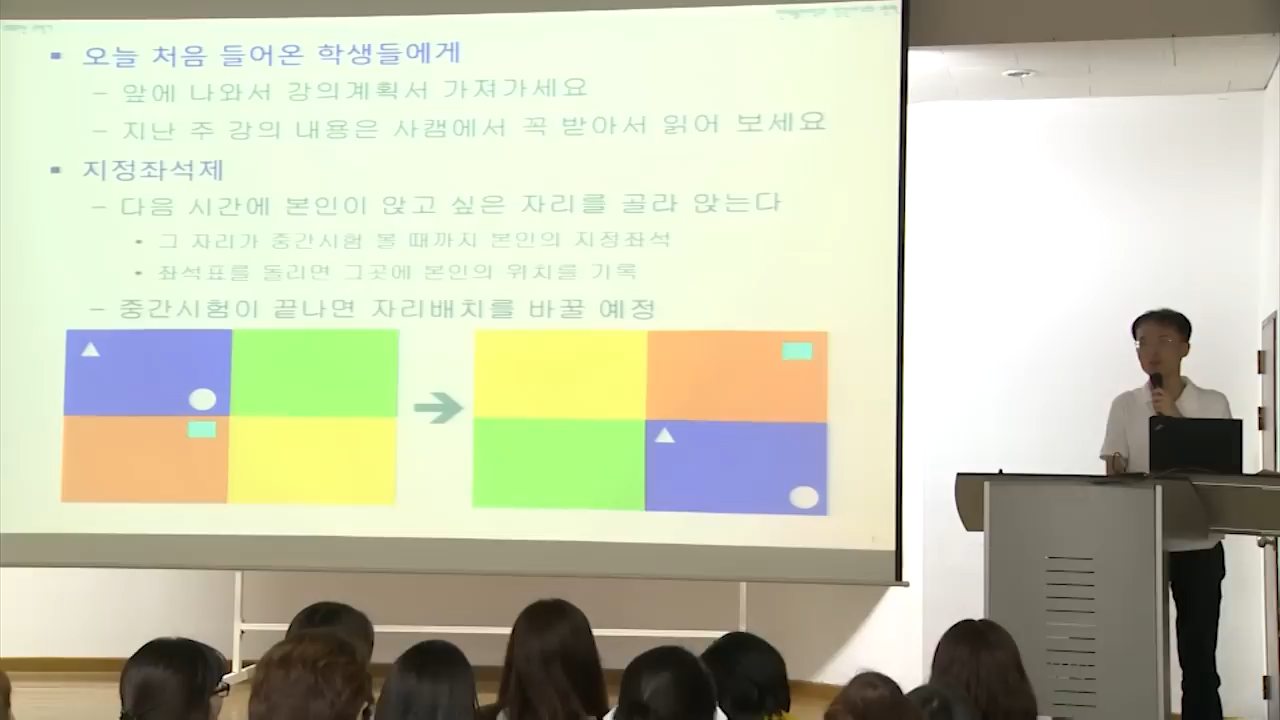 오늘 처음 들어온 학생들에게
앞에 나와서 강의계획서 가져가세요
지난 주 강의 내용은 사캠에서 꼭 받아서 읽어 보세요
지정좌석제
다음 시간에 본인이 앉고 싶은 자리를 골라 앉는다
그 자리가 중간시험 볼 때까지 본인의 지정좌석
좌석표를 돌리면 그곳에 본인의 위치를 기록
중간시험이 끝나면 자리배치를 바꿀 예정